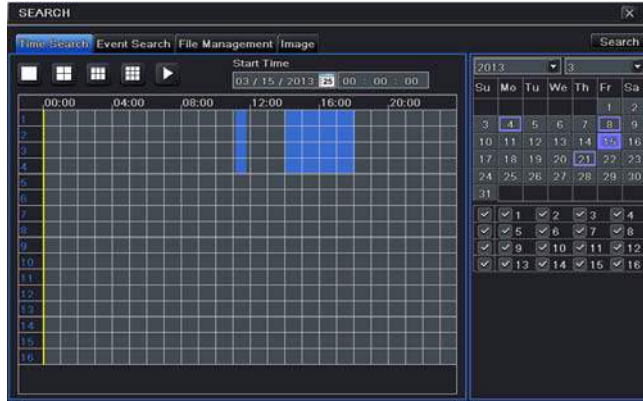 SEARCH
Time Search Event Search File Management Image Search
Start Time
03 / 15 / 2013 25 00 : 00 : 00
00:00 04:00 08:00 12:00 16:00 20:00
1
2
3
4
5
6
7
8
9
10
11
12
13
14
15
16
2013 3
Su Mo Tu We Th Fr Sa
1 2
3 4 5 6 7 8 9
10 11 12 13 14 15 16
17 18 19 20 21 22 23
24 25 26 27 28 29 30
31
1 2 3 4
5 6 7 8
9 10 11 12
13 14 15 16